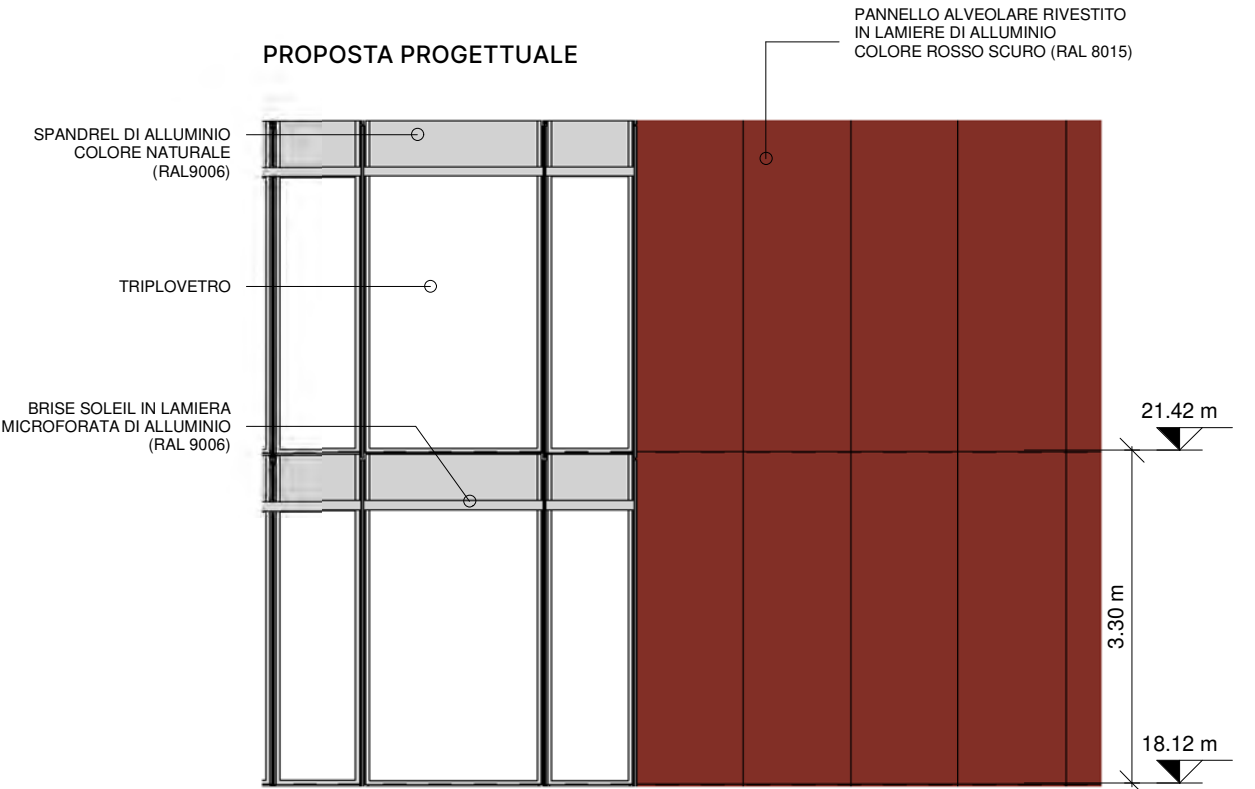 PANNELLO ALVEOLARE RIVESTITO
IN LAMIERE DI ALLUMINIO
COLORE ROSSO SCURO (RAL 8015)
PROPOSTA PROGETTUALE
SPANDREL DI ALLUMINIO
COLORE NATURALE
(RAL9006)
TRIPLOVETRO
BRISE SOLEIL IN LAMIERA
MICROFORATA DI ALLUMINIO
(RAL 9006)
21.42 m
3.30 m
18.12 m